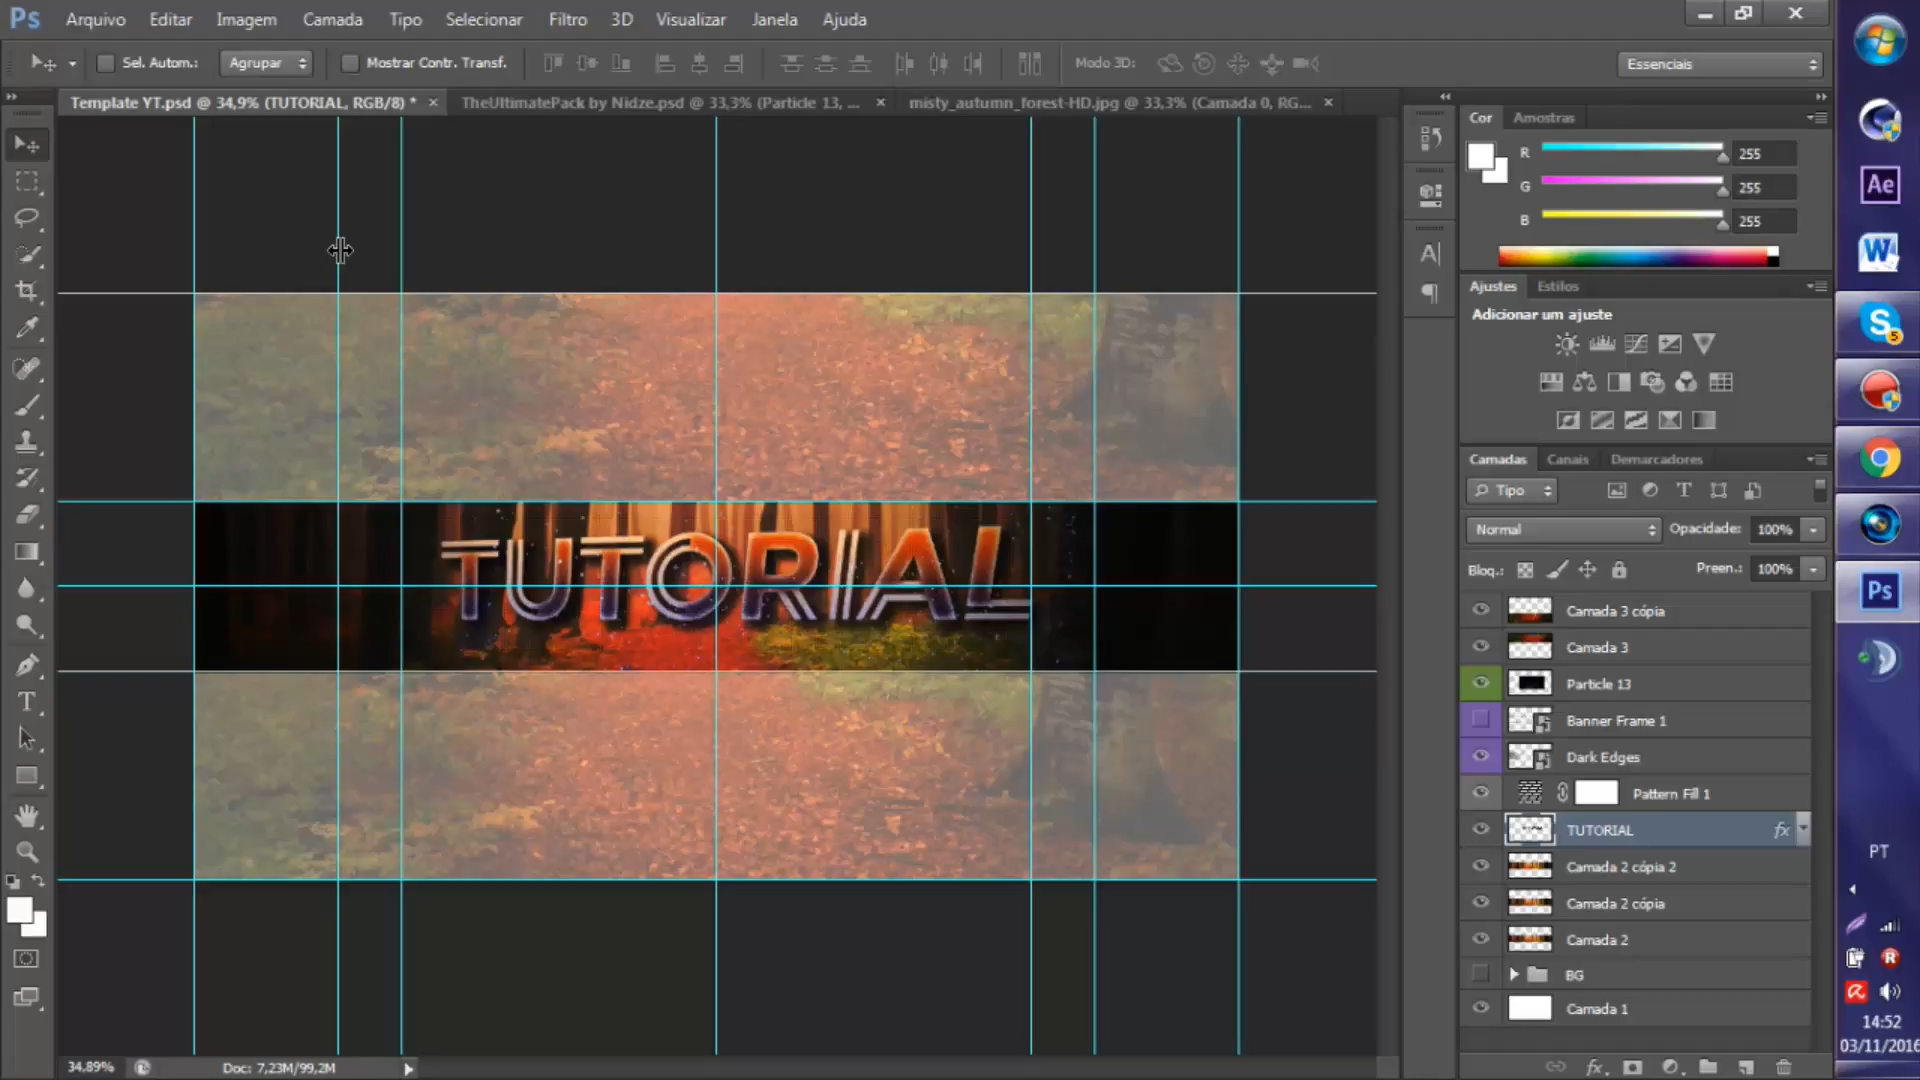 Ps Arquivo Editar Imagem Camada Tipo Selecionar Filtro 3D Visualizar Janela Ajuda
Sel. Autom.: Agrupar Mostrar Contr. Transf. Modo 3D: Essenciais
Template YT.psd @ 34,9% (TUTORIAL, RGB/8) * × TheUltimatePack by Nidze.psd @ 33,3% (Particle 13, ... × misty_autumn_forest-HD.jpg @ 33,3% (Camada 0, RG... ×
Cor Amostras
R 255
G 255
B 255
Ajustes Estilos
Adicionar um ajuste
Camadas Canais Demarcadores
Tipo
Normal Opacidade: 100%
Bloq.: Preen.: 100%
Camada 3 cópia
Camada 3
Particle 13
Banner Frame 1
Dark Edges
Pattern Fill 1
TUTORIAL fx
Camada 2 cópia 2
Camada 2 cópia
Camada 2
BG
Camada 1
fx
TUTORIAL
34,89% Doc: 7,23M/99,2M
Ae
W
S 5
Ps
PT
R
14:52
03/11/2016